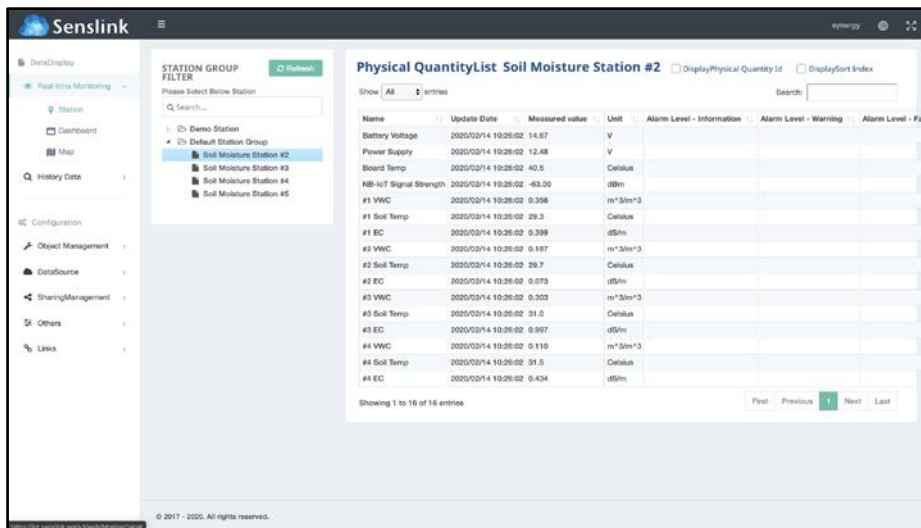 Senslink
synergy
DataDisplay
Real-time Monitoring
Station
Dashboard
Map
History Data
Configuration
Object Management
DataSource
SharingManagement
Others
Links
STATION GROUP FILTER
Refresh
Please Select Below Station
Search...
Demo Station
Default Station Group
Soil Moisture Station #2
Soil Moisture Station #3
Soil Moisture Station #4
Soil Moisture Station #5
Physical QuantityList Soil Moisture Station #2 DisplayPhysical Quantity Id DisplaySort Index
Show All entries Search:
Name Update Date Measured value Unit Alarm Level - Information Alarm Level - Warning Alarm Level - Fa
Battery Voltage 2020/02/14 10:26:02 14.67 V
Power Supply 2020/02/14 10:26:02 12.48 V
Board Temp 2020/02/14 10:26:02 40.5 Celsius
NB-IoT Signal Strength 2020/02/14 10:26:02 -63.00 dBm
#1 VWC 2020/02/14 10:26:02 0.356 m^3/m^3
#1 Soil Temp 2020/02/14 10:26:02 29.3 Celsius
#1 EC 2020/02/14 10:26:02 0.399 dS/m
#2 VWC 2020/02/14 10:26:02 0.187 m^3/m^3
#2 Soil Temp 2020/02/14 10:26:02 29.7 Celsius
#2 EC 2020/02/14 10:26:02 0.073 dS/m
#3 VWC 2020/02/14 10:26:02 0.303 m^3/m^3
#3 Soil Temp 2020/02/14 10:26:02 31.0 Celsius
#3 EC 2020/02/14 10:26:02 0.997 dS/m
#4 VWC 2020/02/14 10:26:02 0.110 m^3/m^3
#4 Soil Temp 2020/02/14 10:26:02 31.5 Celsius
#4 EC 2020/02/14 10:26:02 0.434 dS/m
Showing 1 to 16 of 16 entries First Previous 1 Next Last
© 2017 - 2020. All rights reserved.